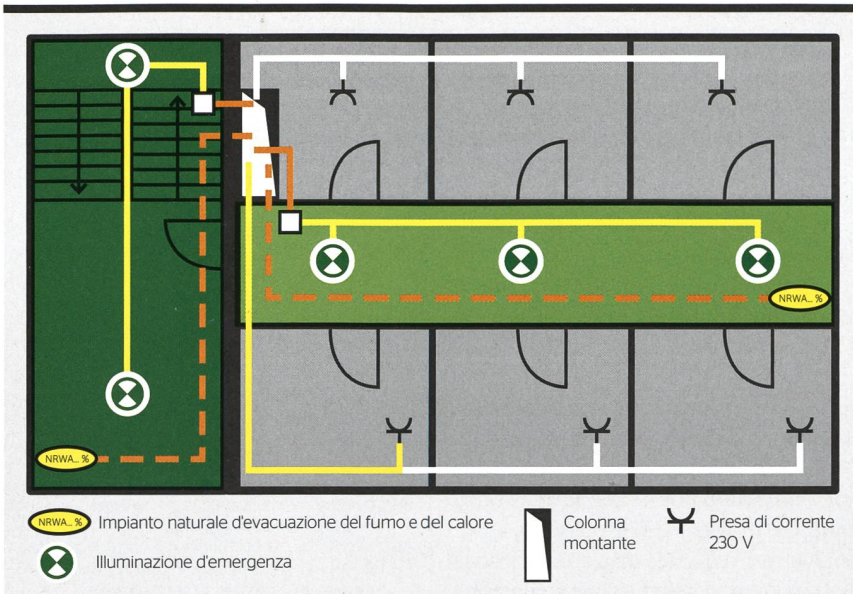 NRWA... %
NRWA... %
NRWA... % Impianto naturale d'evacuazione del fumo e del calore
Illuminazione d'emergenza
Colonna
montante
Presa di corrente
230 V